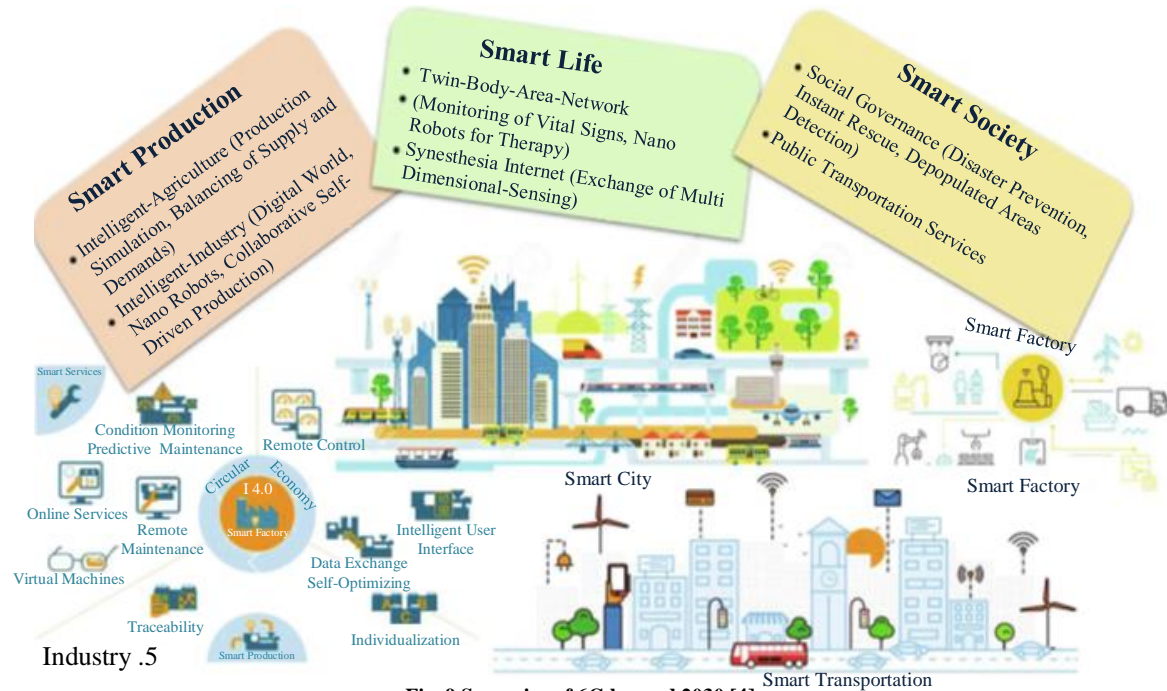 Smart Production
• Intelligent-Agriculture (Production
Simulation, Balancing of Supply and
Demands)
• Intelligent-Industry (Digital World,
Nano Robots, Collaborative Self-
Driven Production)
Smart Life
• Twin-Body-Area-Network
• (Monitoring of Vital Signs, Nano
Robots for Therapy)
• Synesthesia Internet (Exchange of Multi
Dimensional-Sensing)
Smart Society
• Social Governance (Disaster Prevention,
Instant Rescue, Depopulated Areas
Detection)
• Public Transportation Services
Smart Factory
Smart Services
Condition Monitoring
Predictive Maintenance
Remote Control
Circular Economy
I 4.0
Smart Factory
Online Services
Remote
Maintenance
Virtual Machines
Data Exchange
Self-Optimizing
Intelligent User
Interface
Traceability
A B C
Individualization
Smart Production
Industry .5
Smart City
Smart Factory
Smart Transportation